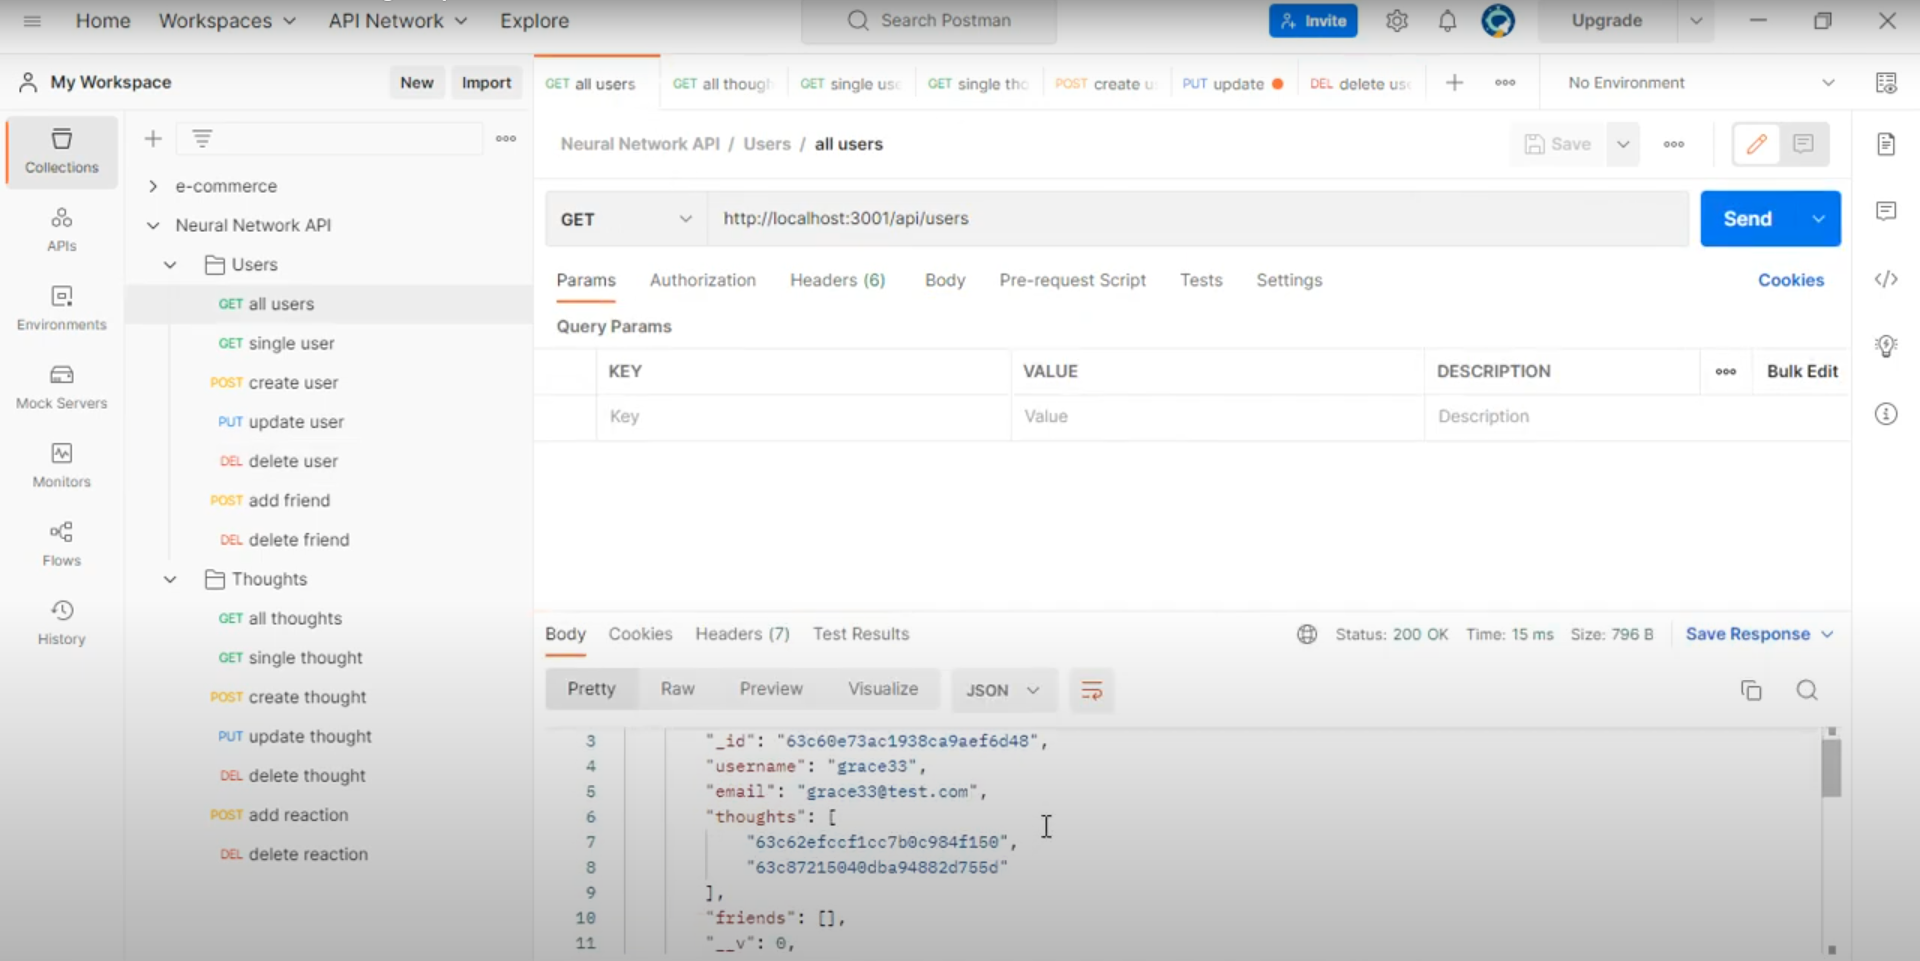 Home Workspaces API Network Explore Search Postman Invite Upgrade
My Workspace New Import
GET all users GET all though GET single use GET single tho POST create u PUT update DEL delete us No Environment
Collections
APIs
Environments
Mock Servers
Monitors
Flows
History
e-commerce
Neural Network API
Users
GET all users
GET single user
POST create user
PUT update user
DEL delete user
POST add friend
DEL delete friend
Thoughts
GET all thoughts
GET single thought
POST create thought
PUT update thought
DEL delete thought
POST add reaction
DEL delete reaction
Neural Network API / Users / all users Save
GET http://localhost:3001/api/users Send
Params Authorization Headers (6) Body Pre-request Script Tests Settings Cookies
Query Params
KEY VALUE DESCRIPTION Bulk Edit
Key Value Description
Body Cookies Headers (7) Test Results Status: 200 OK Time: 15 ms Size: 796 B Save Response
Pretty Raw Preview Visualize JSON
3 "_id": "63c60e73ac1938ca9aef6d48",
4 "username": "grace33",
5 "email": "grace33@test.com",
6 "thoughts": [
7 "63c62efccf1cc7b0c984f150",
8 "63c87215040dba94882d755d"
9 ],
10 "friends": [],
11 "__v": 0,